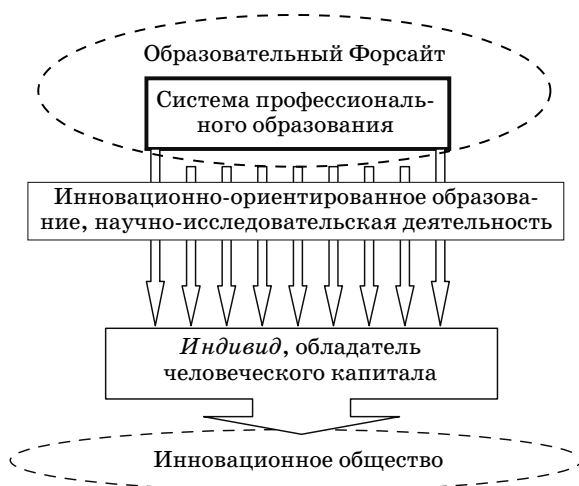 Образовательный Форсайт
Система профессиональ-
ного образования
Инновационно-ориентированное образова-
ние, научно-исследовательская деятельность
Индивид, обладатель
человеческого капитала
Инновационное общество